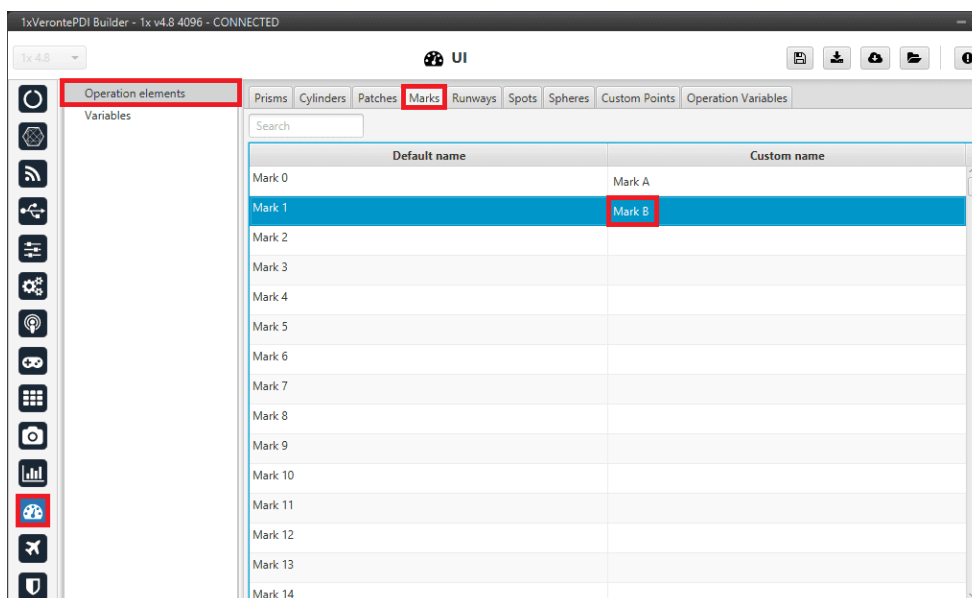 1xVerontePDI Builder - 1x v4.8 4096 - CONNECTED
1x 4.8
UI
Operation elements
Variables
Prisms Cylinders Patches Marks Runways Spots Spheres Custom Points Operation Variables
Search
Default name Custom name
Mark 0 Mark A
Mark 1 Mark B
Mark 2
Mark 3
Mark 4
Mark 5
Mark 6
Mark 7
Mark 8
Mark 9
Mark 10
Mark 11
Mark 12
Mark 13
Mark 14